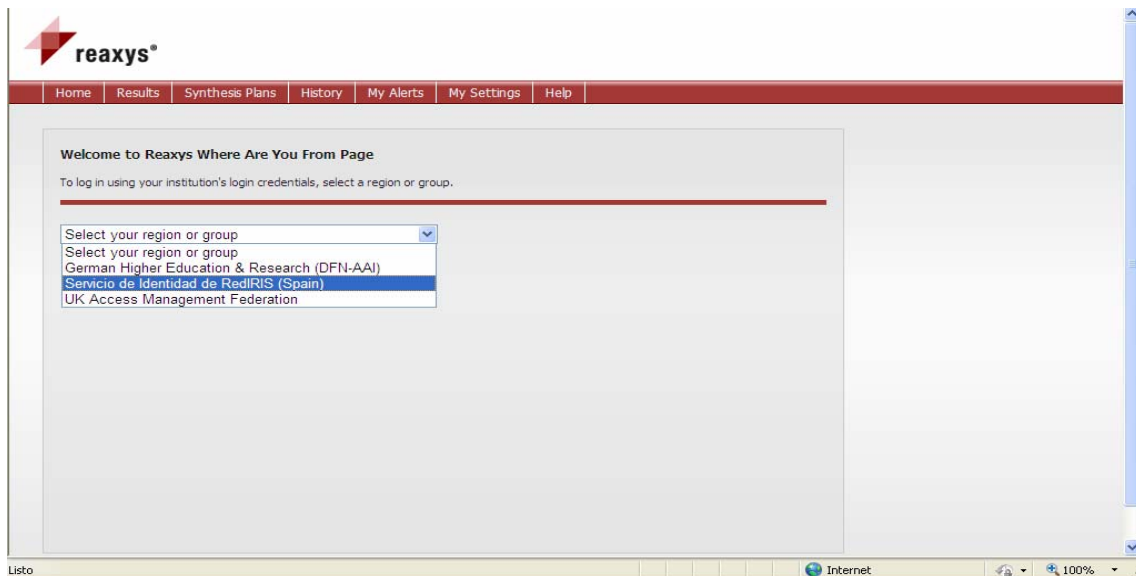 reaxys®
Home Results Synthesis Plans History My Alerts My Settings Help
Welcome to Reaxys Where Are You From Page
To log in using your institution's login credentials, select a region or group.
Select your region or group
Select your region or group
German Higher Education & Research (DFN-AAI)
Servicio de Identidad de RedIRIS (Spain)
UK Access Management Federation
Listo Internet 100%